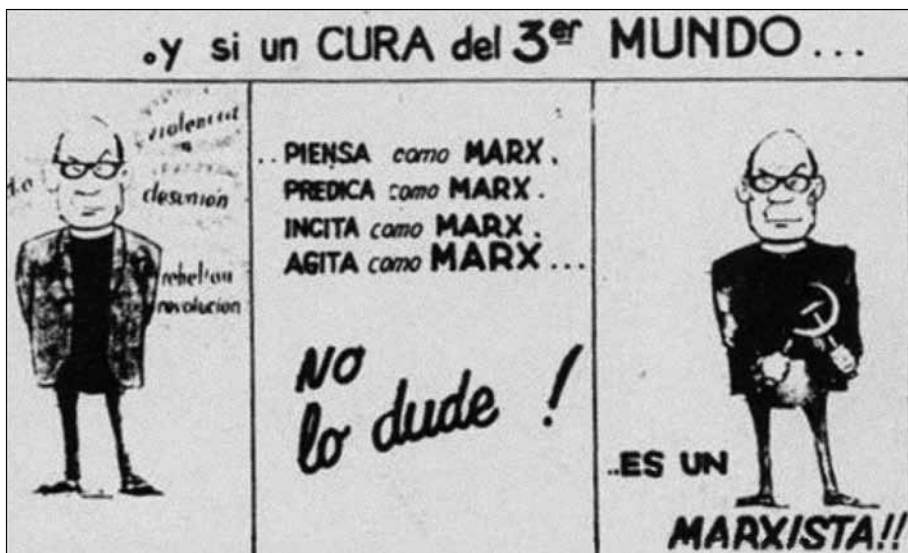 .y si un CURA del 3er MUNDO...
violencia
desunión
rebelion
revolucion
..PIENSA como MARX.
PREDICA como MARX.
INCITA como MARX.
AGITA como MARX...
NO
lo dude !
..ES UN
MARXISTA!!